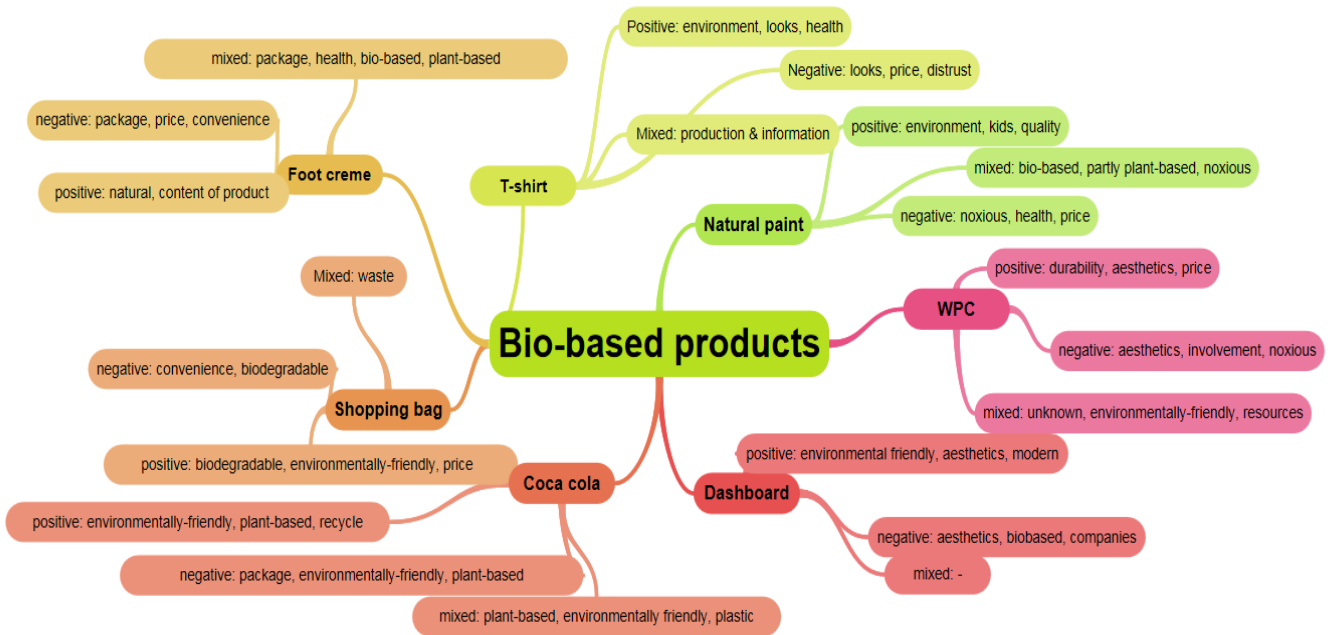 Bio-based products
Foot creme
mixed: package, health, bio-based, plant-based
negative: package, price, convenience
positive: natural, content of product
T-shirt
Positive: environment, looks, health
Negative: looks, price, distrust
Mixed: production & information
Natural paint
positive: environment, kids, quality
mixed: bio-based, partly plant-based, noxious
negative: noxious, health, price
WPC
positive: durability, aesthetics, price
negative: aesthetics, involvement, noxious
mixed: unknown, environmentally-friendly, resources
Shopping bag
Mixed: waste
negative: convenience, biodegradable
positive: biodegradable, environmentally-friendly, price
Coca cola
positive: environmentally-friendly, plant-based, recycle
negative: package, environmentally-friendly, plant-based
mixed: plant-based, environmentally friendly, plastic
Dashboard
positive: environmental friendly, aesthetics, modern
negative: aesthetics, biobased, companies
mixed: -